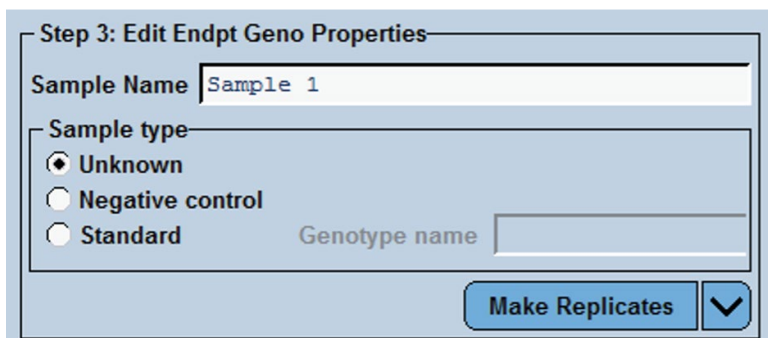 Step 3: Edit Endpt Geno Properties
Sample Name Sample 1
Sample type
Unknown
Negative control
Standard Genotype name
Make Replicates